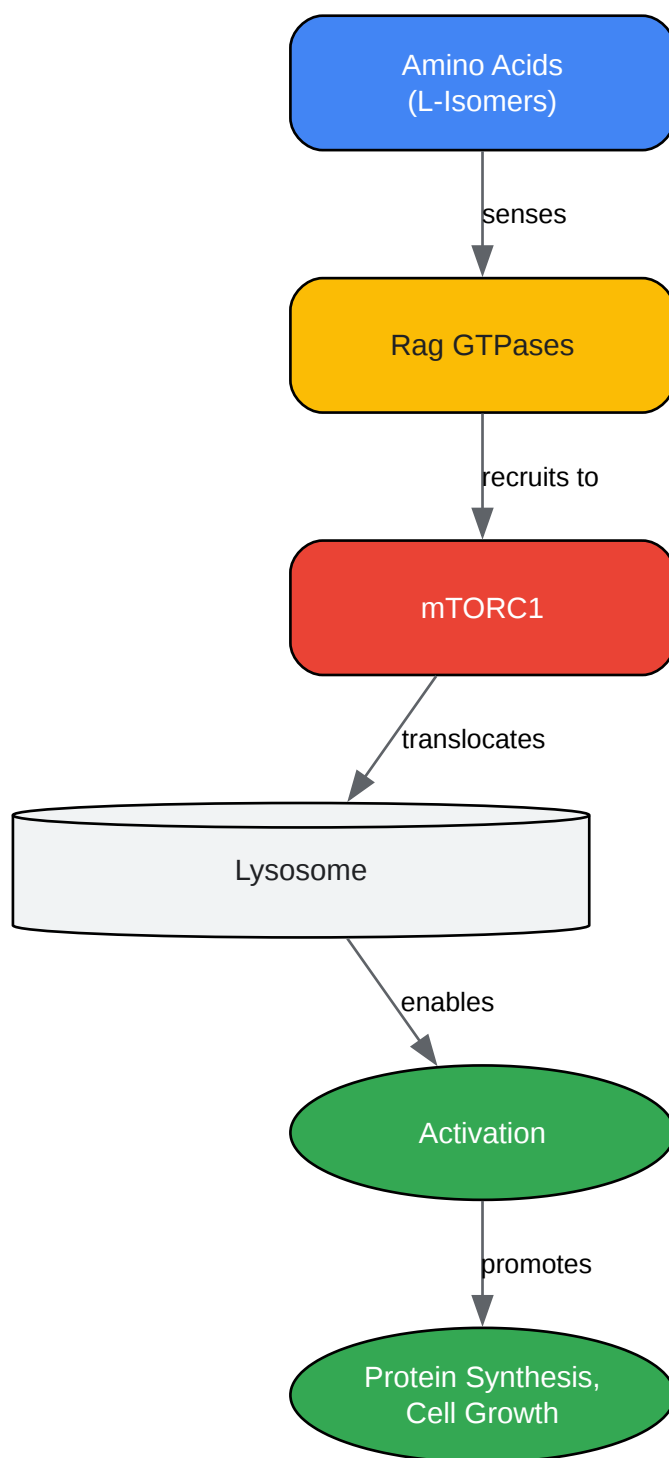 Amino Acids
(L-Isomers)
senses
Rag GTPases
recruits to
mTORC1
translocates
Lysosome
enables
Activation
promotes
Protein Synthesis,
Cell Growth